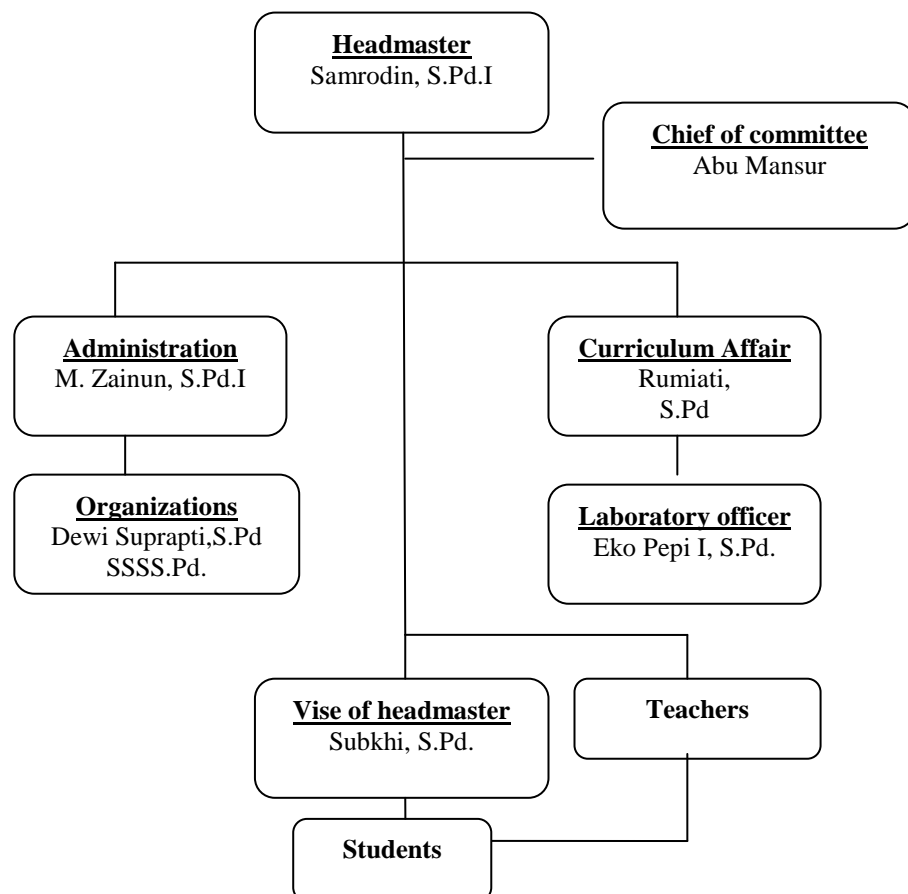 Headmaster
Samrodin, S.Pd.I
Chief of committee
Abu Mansur
Administration
M. Zainun, S.Pd.I
Curriculum Affair
Rumiati,
S.Pd
Organizations
Dewi Suprapti,S.Pd
SSSS.Pd.
Laboratory officer
Eko Pepi I, S.Pd.
Vise of headmaster
Subkhi, S.Pd.
Teachers
Students